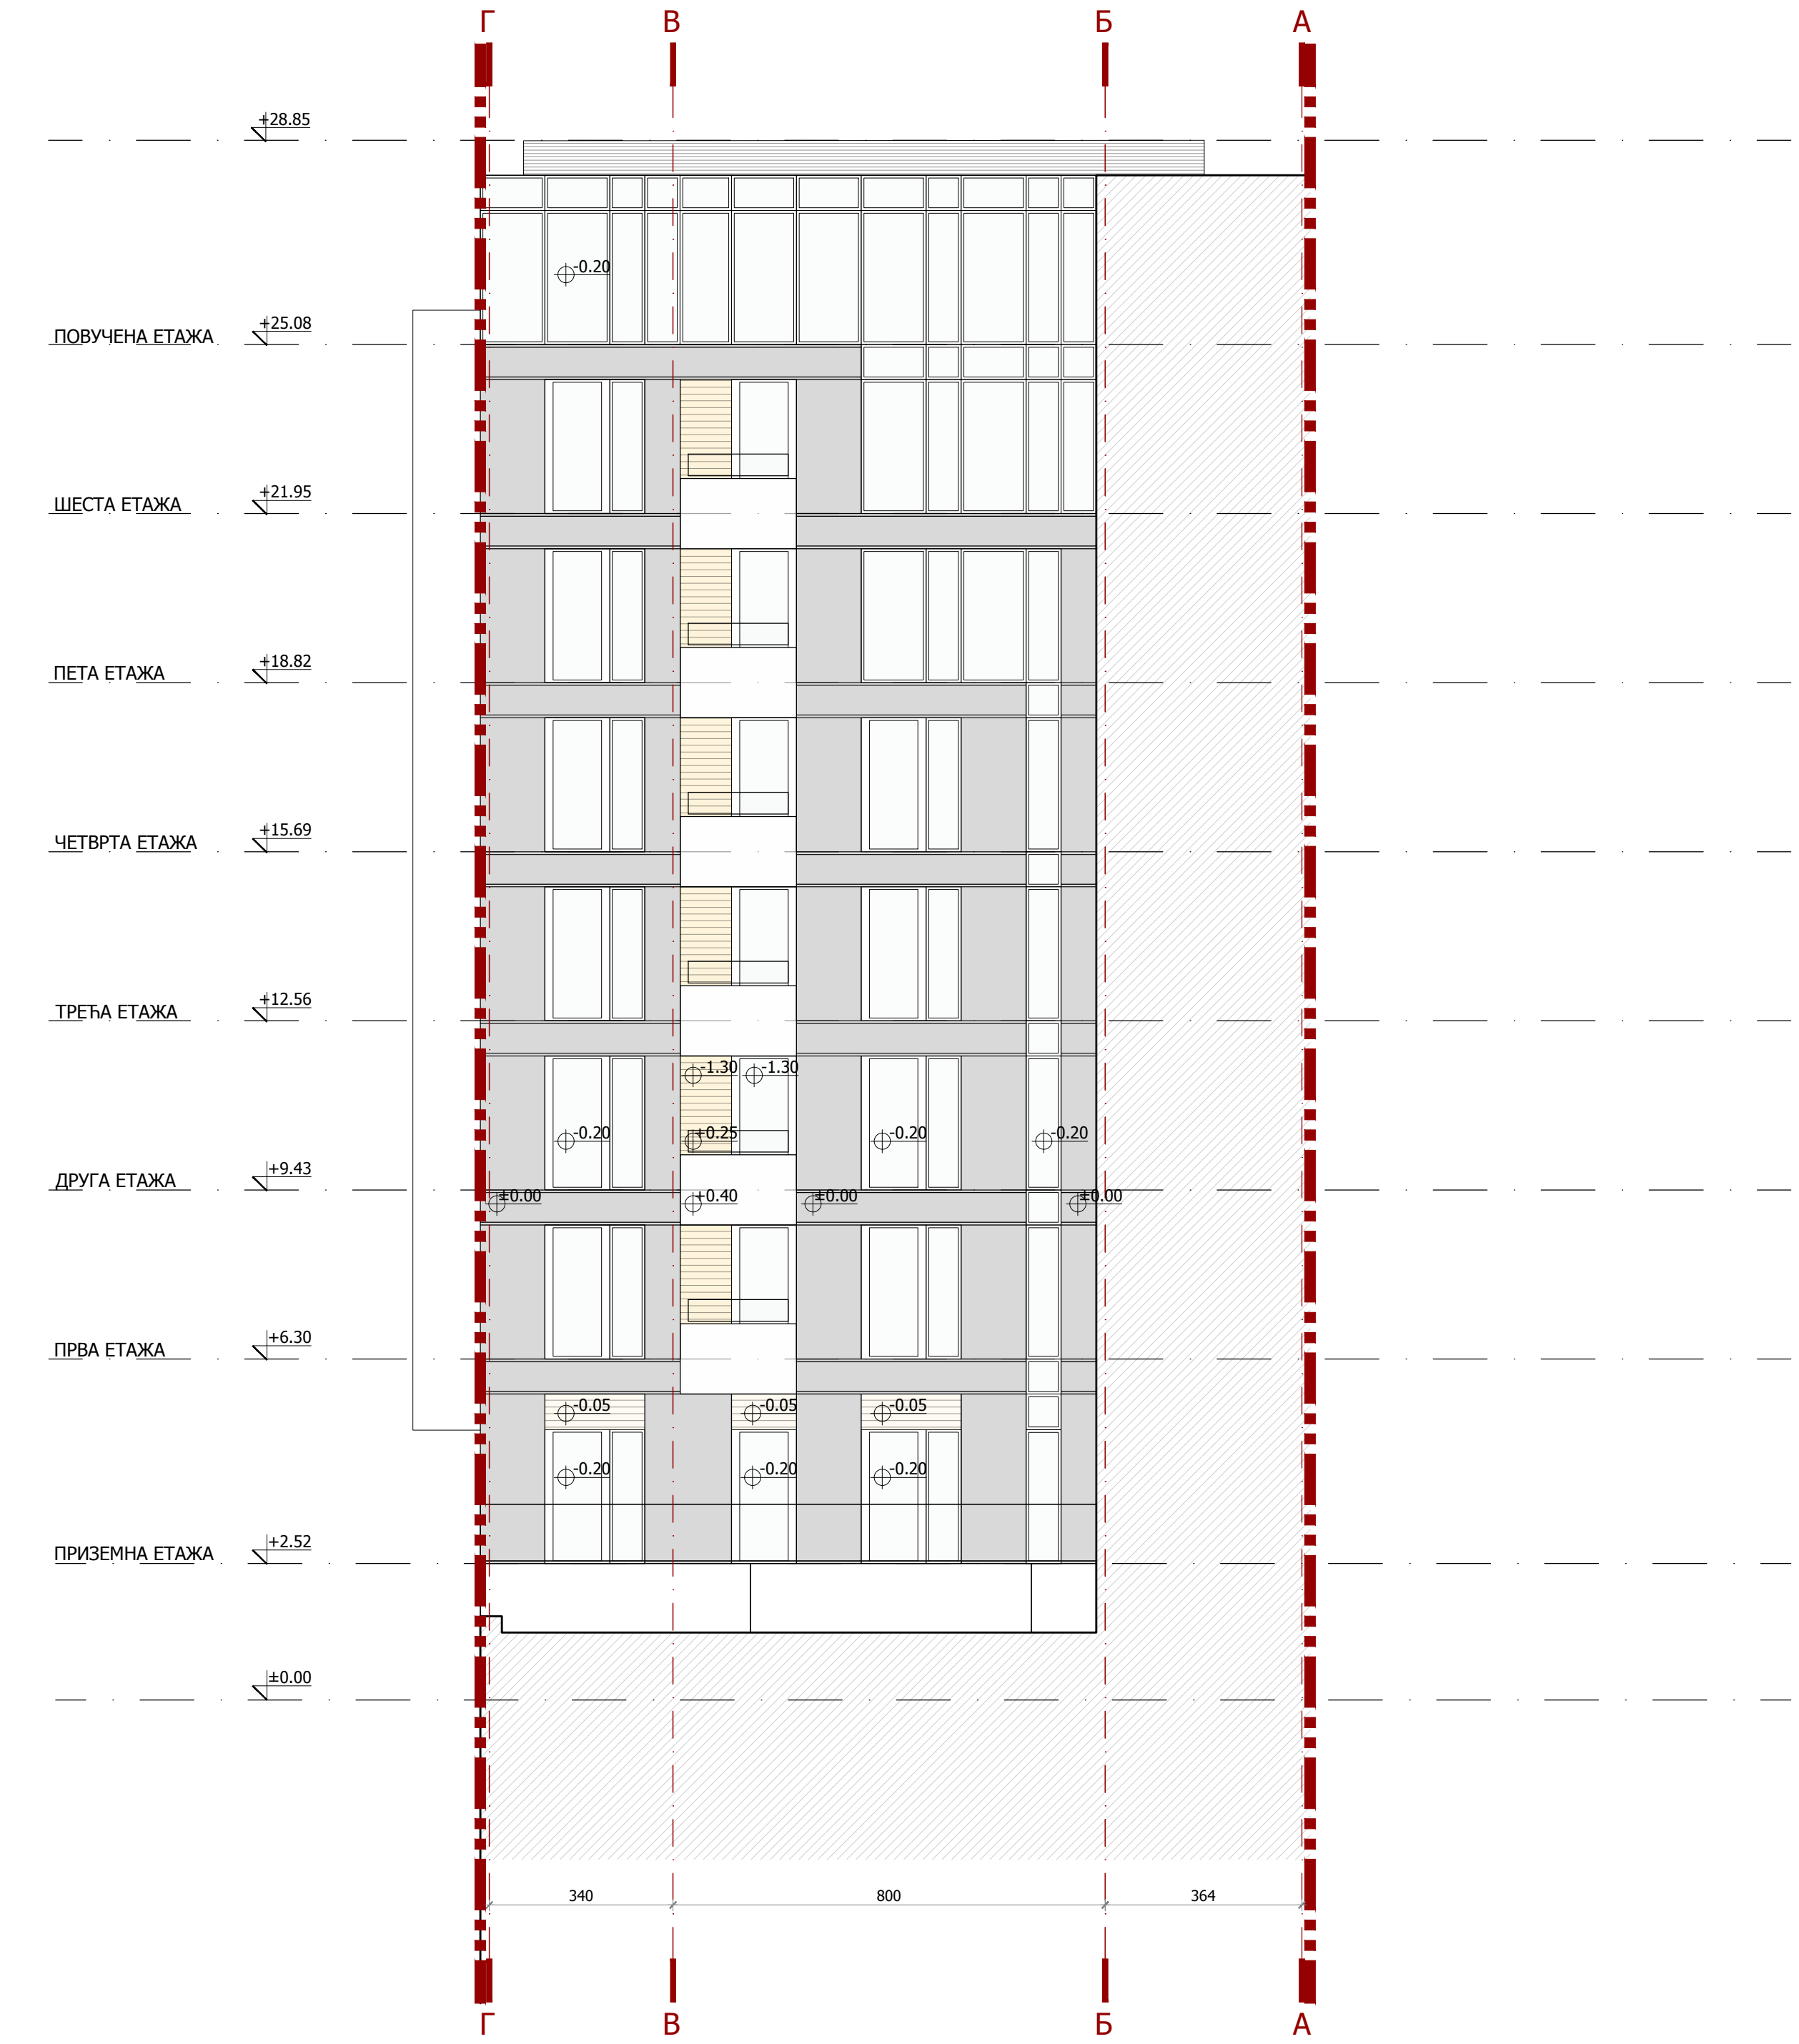 Г В Б А
+28.85
-0.20
ПОВУЧЕНА ЕТАЖА +25.08
ШЕСТА ЕТАЖА +21.95
ПЕТА ЕТАЖА +18.82
ЧЕТВРТА ЕТАЖА +15.69
ТРЕЋА ЕТАЖА +12.56
-1.30 -1.30
-0.20 +0.25 -0.20 -0.20
ДРУГА ЕТАЖА +9.43
±0.00 +0.40 ±0.00 ±0.00
ПРВА ЕТАЖА +6.30
-0.05 -0.05 -0.05
-0.20 -0.20 -0.20
ПРИЗЕМНА ЕТАЖА +2.52
±0.00
340 800 364
Г В Б А